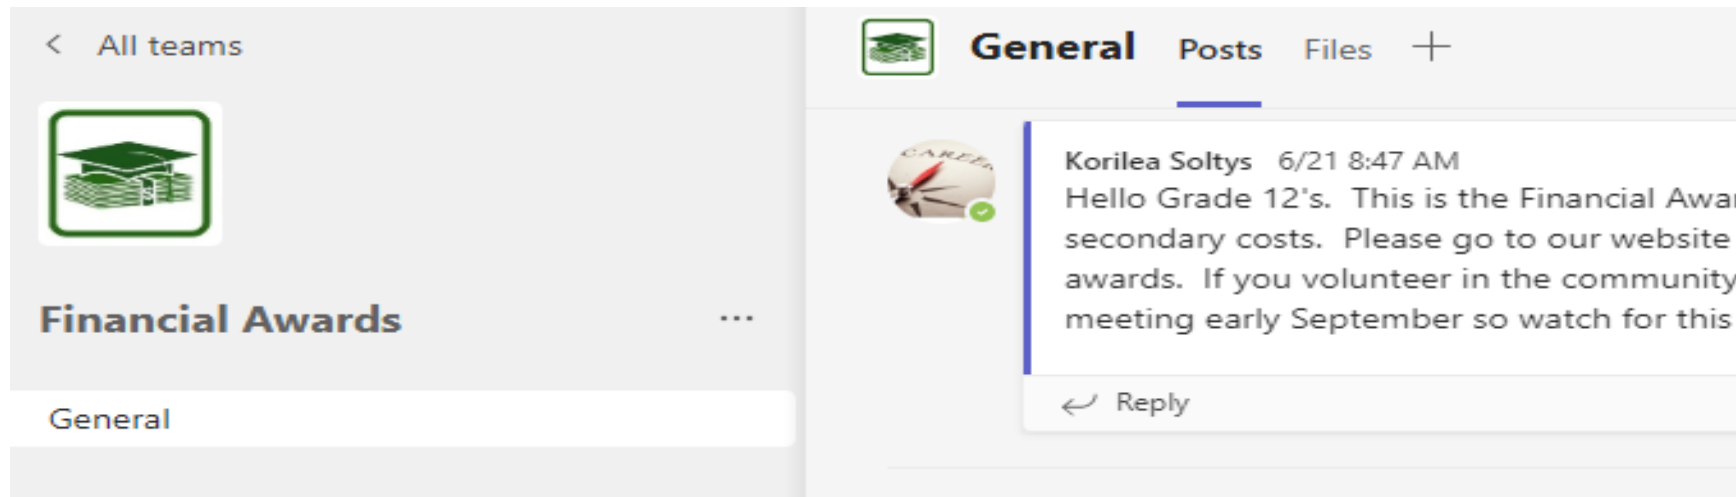 All teams
Financial Awards
...
General
General Posts Files
CAREER
Korilea Soltys 6/21 8:47 AM
Hello Grade 12's. This is the Financial Awar
secondary costs. Please go to our website
awards. If you volunteer in the community
meeting early September so watch for this
Reply